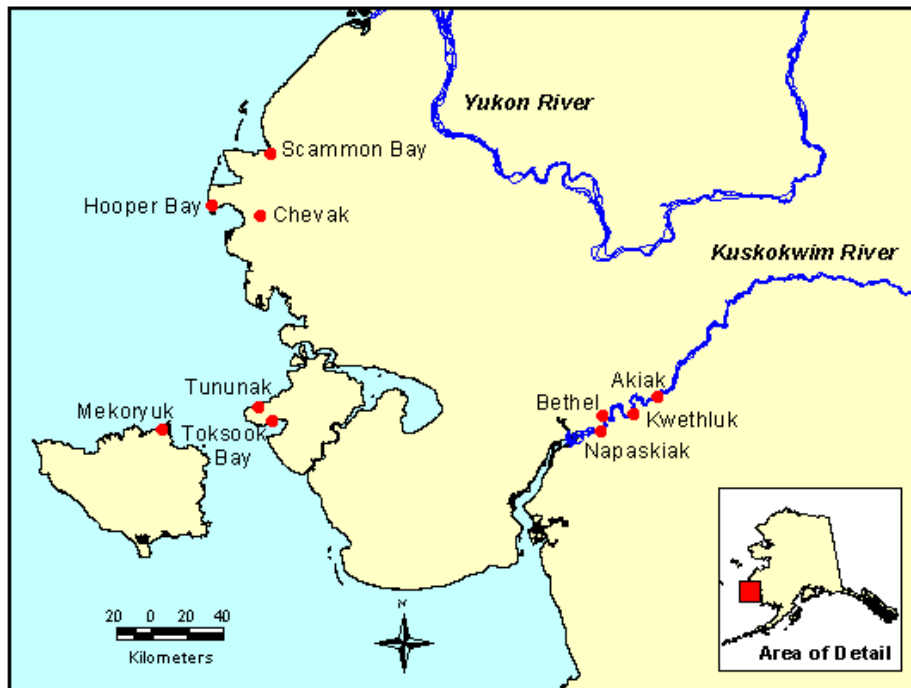 Yukon River
Scammon Bay
Hooper Bay
Chevak
Kuskokwim River
Tununak
Mekoryuk
Toksook
Bay
Akiak
Bethel
Kwethluk
Napaskiak
N
20 0 20 40
Kilometers
Area of Detail